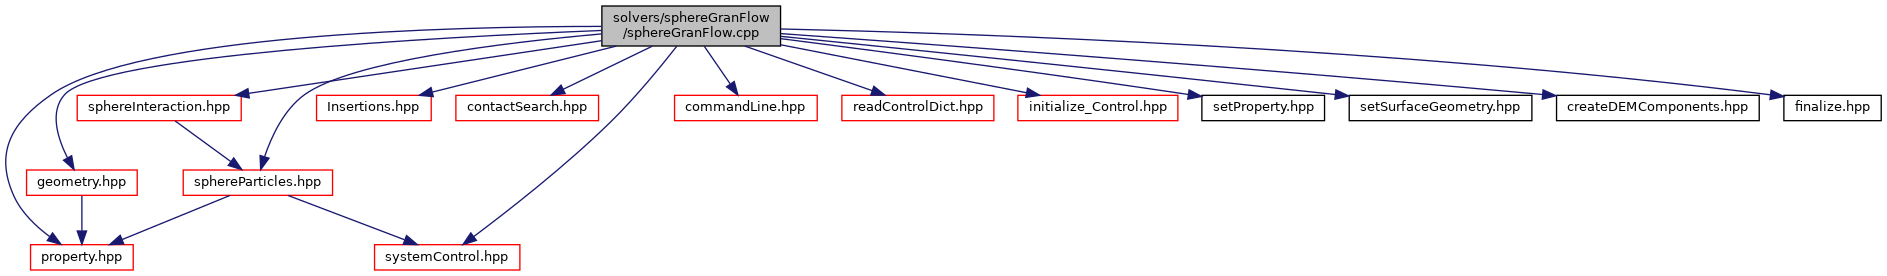 solvers/sphereGranFlow
/sphereGranFlow.cpp
sphereInteraction.hpp
Insertions.hpp
contactSearch.hpp
commandLine.hpp
readControlDict.hpp
initialize_Control.hpp
setProperty.hpp
setSurfaceGeometry.hpp
createDEMComponents.hpp
finalize.hpp
geometry.hpp
sphereParticles.hpp
property.hpp
systemControl.hpp